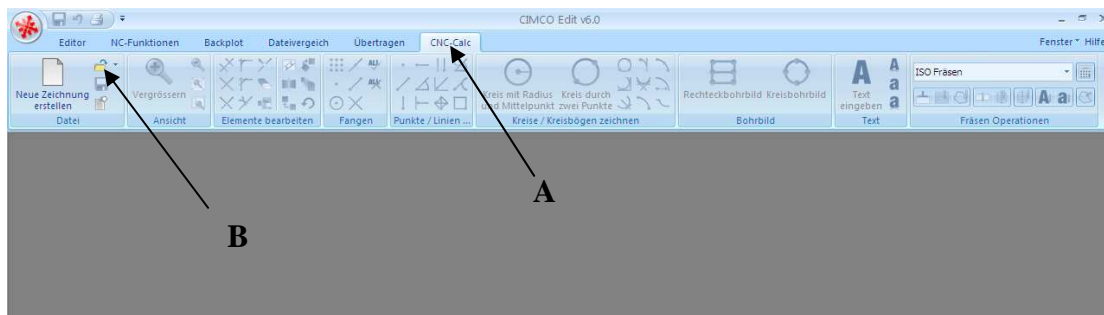 CIMCO Edit v6.0
Editor NC-Funktionen Backplot Dateivergeich Übertragen CNC-Calc Fenster Hilfe
Neue Zeichnung erstellen
Vergrössern
Kreis mit Radius und Mittelpunkt
Kreis durch zwei Punkte
Rechteckbohrbild Kreisbohrbild
Text eingeben
ISO Fräsen
Datei Ansicht Elemente bearbeiten Fangen Punkte / Linien ... Kreise / Kreisbögen zeichnen Bohrbild Text Fräsen Operationen
A
B